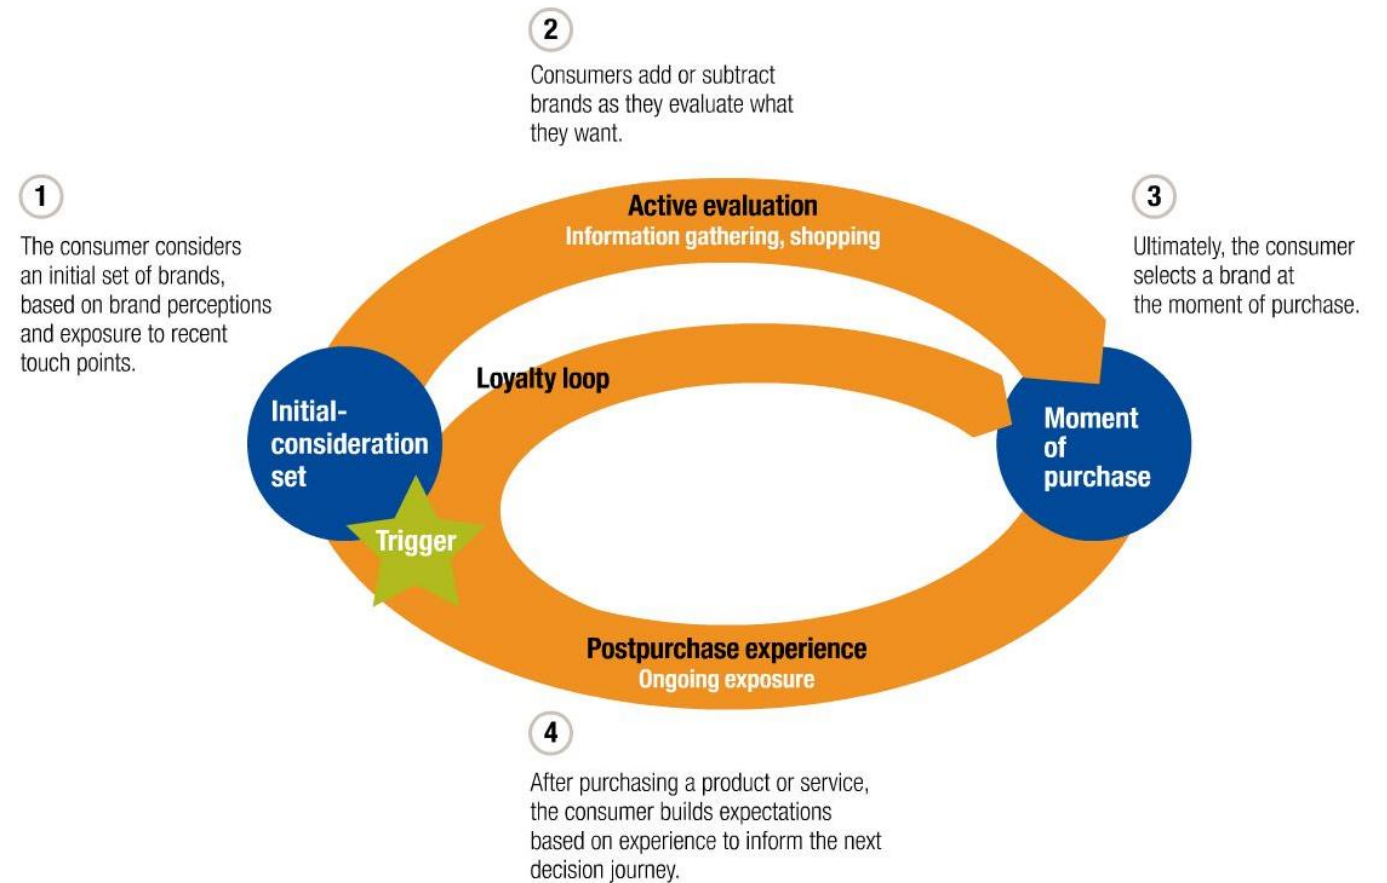 2
Consumers add or subtract
brands as they evaluate what
they want.
1
The consumer considers
an initial set of brands,
based on brand perceptions
and exposure to recent
touch points.
Active evaluation
Information gathering, shopping
3
Ultimately, the consumer
selects a brand at
the moment of purchase.
Loyalty loop
Initial-
consideration
set
Moment
of
purchase
Trigger
Postpurchase experience
Ongoing exposure
4
After purchasing a product or service,
the consumer builds expectations
based on experience to inform the next
decision journey.